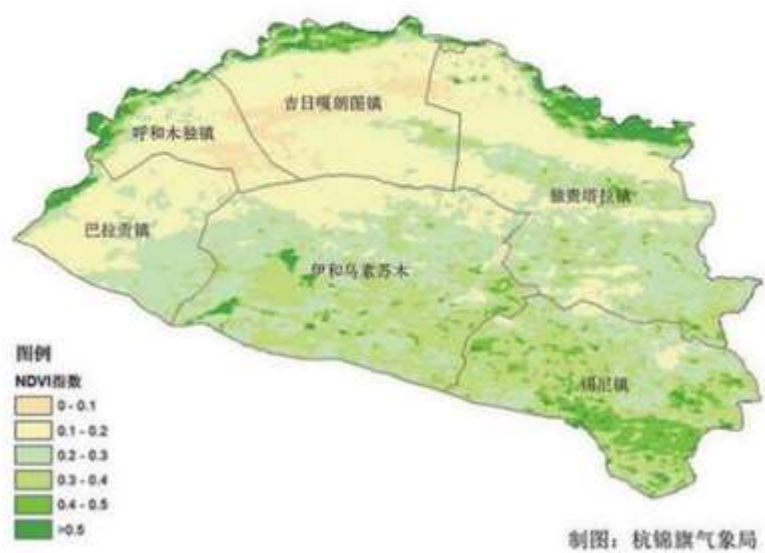 吉日嘎朗图镇
呼和木独镇
独贵塔拉镇
巴拉贡镇
伊和乌素苏木
锡尼镇
图例
NDVI指数
0 - 0.1
0.1 - 0.2
0.2 - 0.3
0.3 - 0.4
0.4 - 0.5
>0.5
制图：杭锦旗气象局